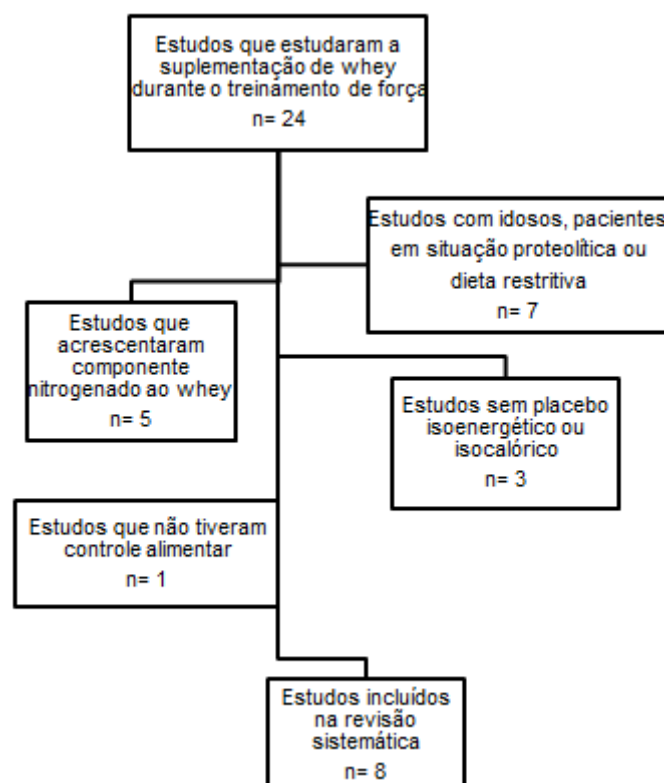 Estudos que estudaram a
suplementação de whey
durante o treinamento de força
n= 24
Estudos com idosos, pacientes
em situação proteolítica ou
dieta restritiva
n= 7
Estudos que
acrescentaram
componente
nitrogenado ao whey
n= 5
Estudos sem placebo
isoenergético ou
isocalórico
n= 3
Estudos que não tiveram
controle alimentar
n= 1
Estudos incluídos
na revisão
sistemática
n= 8